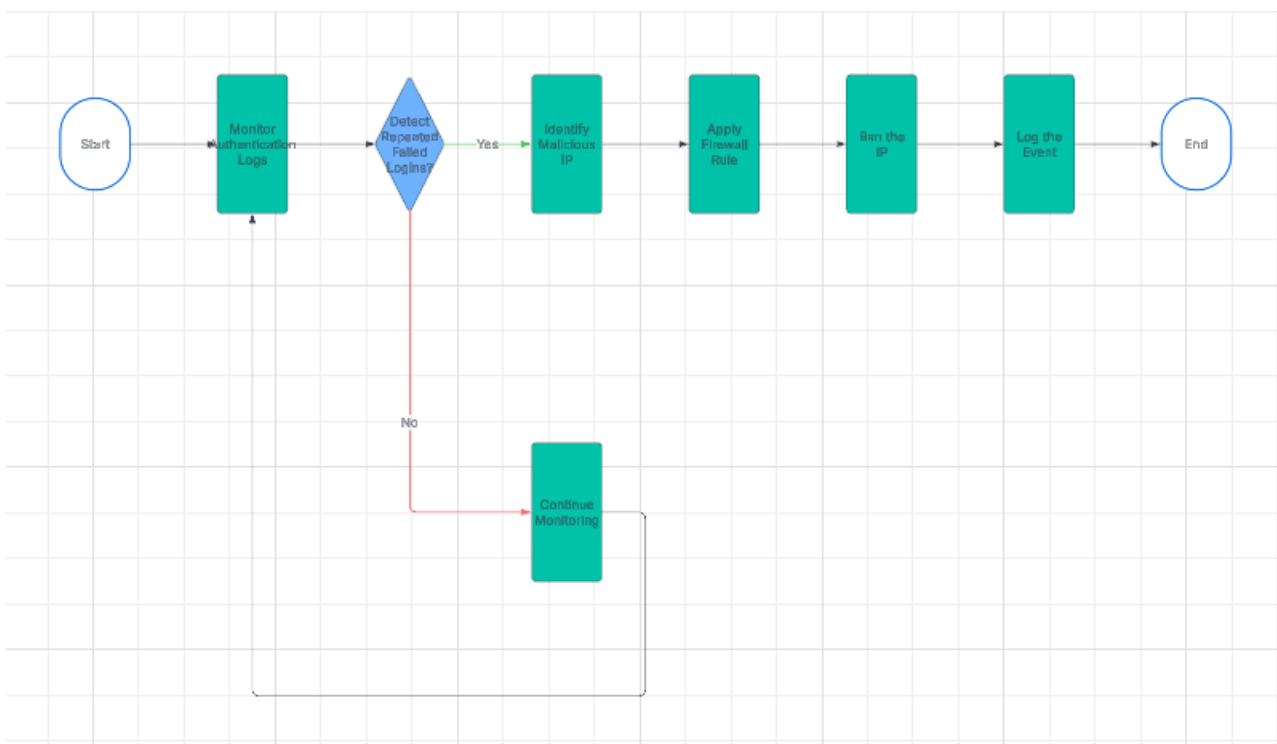 Start
Monitor
Authentication
Logs
Detect
Repeated
Failed
Logins?
Yes
Identify
Malicious
IP
Apply
Firewall
Rule
Ban the
IP
Log the
Event
End
No
Continue
Monitoring